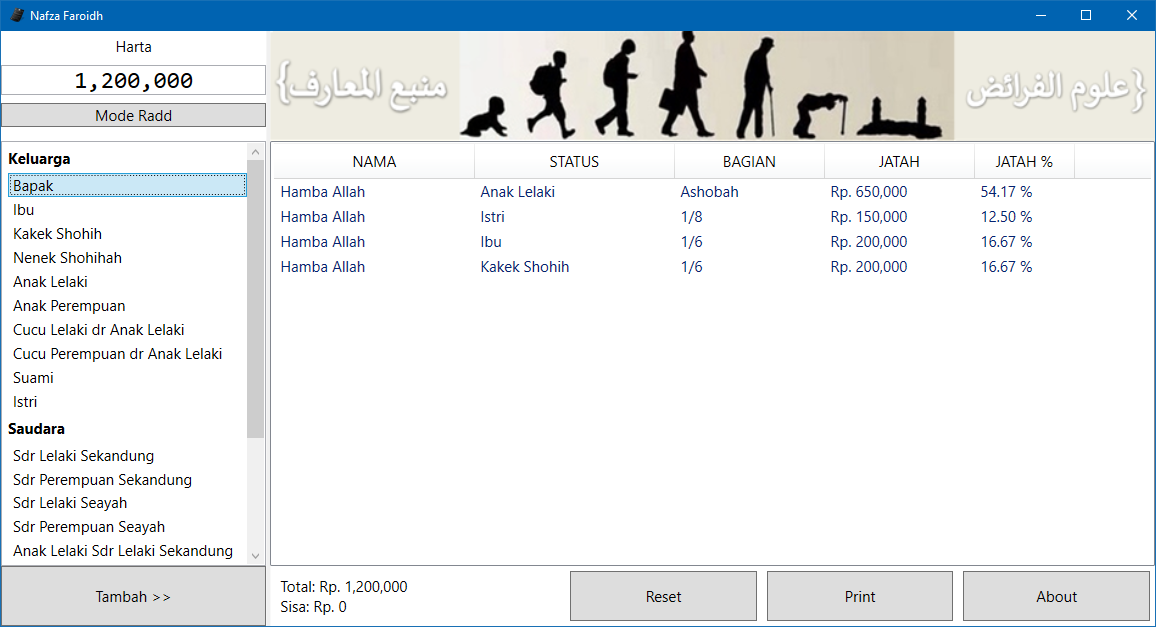 Nafza Faroidh
Harta
1,200,000
Mode Radd
منبع المعارف}
{علوم الفرائض
Keluarga
Bapak
Ibu
Kakek Shohih
Nenek Shohihah
Anak Lelaki
Anak Perempuan
Cucu Lelaki dr Anak Lelaki
Cucu Perempuan dr Anak Lelaki
Suami
Istri
Saudara
Sdr Lelaki Sekandung
Sdr Perempuan Sekandung
Sdr Lelaki Seayah
Sdr Perempuan Seayah
Anak Lelaki Sdr Lelaki Sekandung
Tambah >>
NAMA STATUS BAGIAN JATAH JATAH %
Hamba Allah Anak Lelaki Ashobah Rp. 650,000 54.17 %
Hamba Allah Istri 1/8 Rp. 150,000 12.50 %
Hamba Allah Ibu 1/6 Rp. 200,000 16.67 %
Hamba Allah Kakek Shohih 1/6 Rp. 200,000 16.67 %
Total: Rp. 1,200,000
Sisa: Rp. 0
Reset Print About